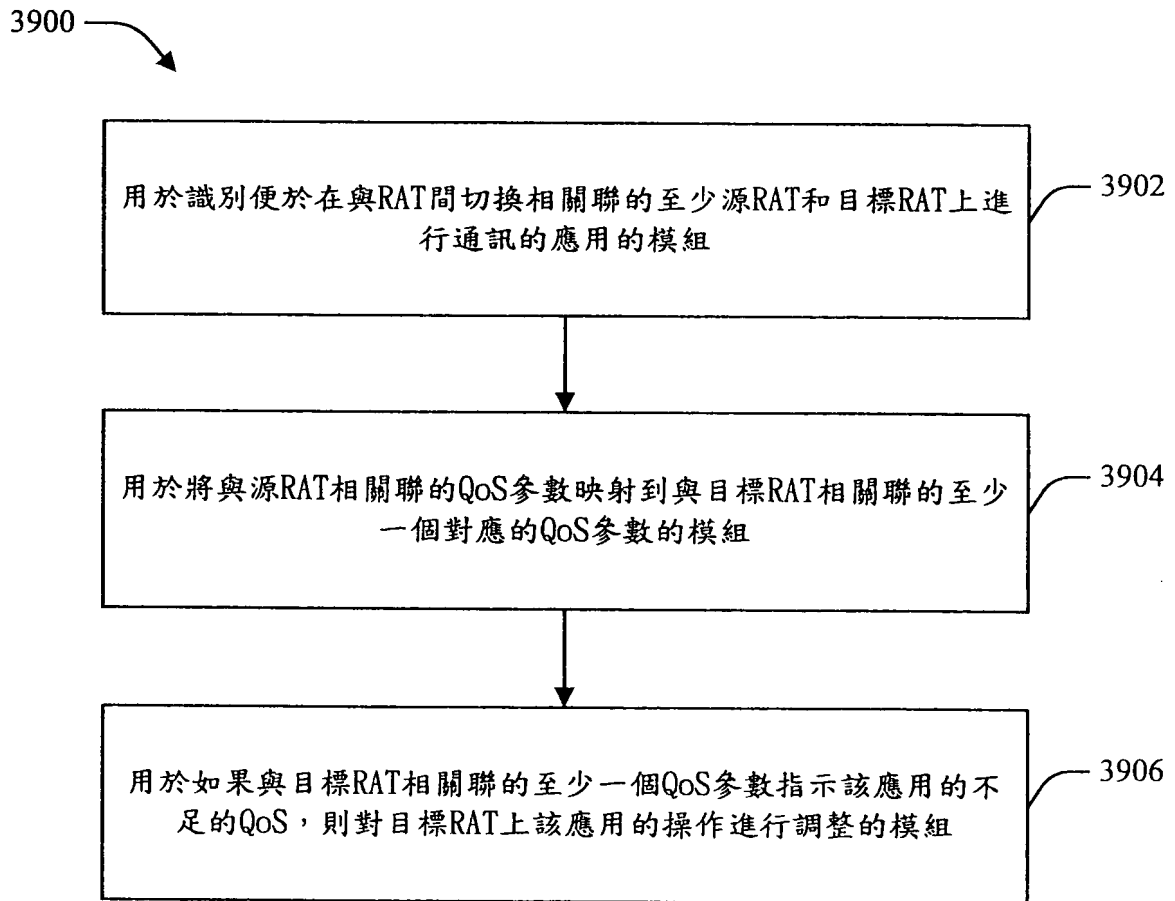 3900
用於識別便於在與RAT間切換相關聯的至少源RAT和目標RAT上進
行通訊的應用的模組
3902
用於將與源RAT相關聯的QoS參數映射到與目標RAT相關聯的至少
一個對應的QoS參數的模組
3904
用於如果與目標RAT相關聯的至少一個QoS參數指示該應用的不
足的QoS，則對目標RAT上該應用的操作進行調整的模組
3906